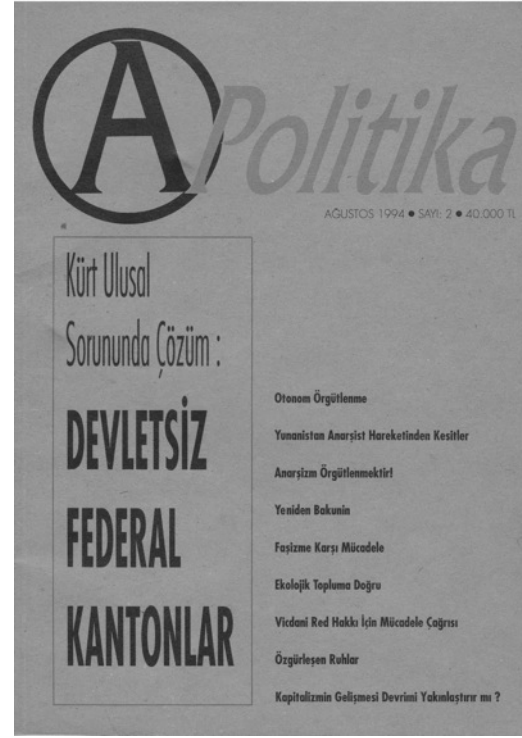 A Politika
AĞUSTOS 1994 ● SAYI: 2 ● 40.000 TL
Kürt Ulusal
Sorununda Çözüm :
DEVLETSİZ
FEDERAL
KANTONLAR
Otonom Örgütlenme
Yunanistan Anarşist Hareketinden Kesitler
Anarşizm Örgütlenmektir!
Yeniden Bakunin
Faşizme Karşı Mücadele
Ekolojik Topluma Doğru
Vicdani Red Hakkı İçin Mücadele Çağrısı
Özgürleşen Ruhlar
Kapitalizmin Gelişmesi Devrimi Yakınlaştırır mı ?